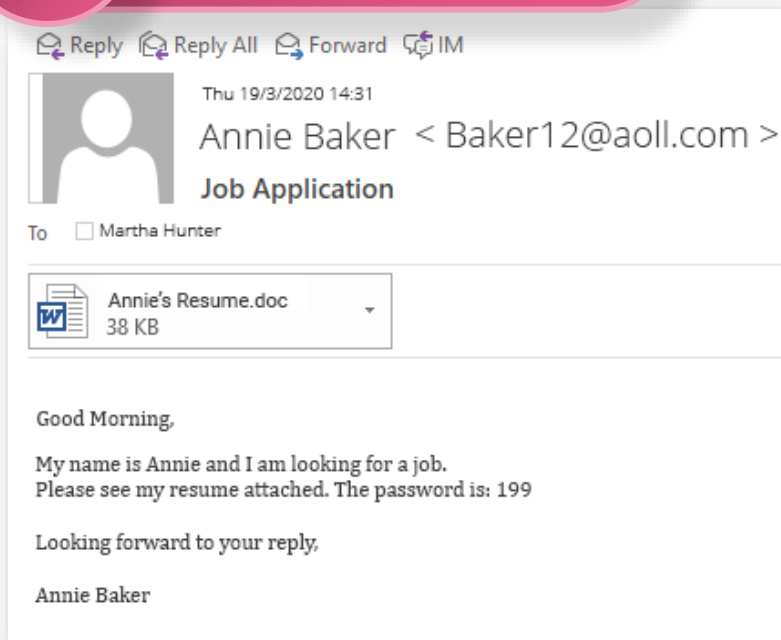 Reply Reply All Forward IM
Thu 19/3/2020 14:31
Annie Baker < Baker12@aoll.com >
Job Application
To Martha Hunter
Annie's Resume.doc
38 KB
Good Morning,
My name is Annie and I am looking for a job.
Please see my resume attached. The password is: 199
Looking forward to your reply,
Annie Baker